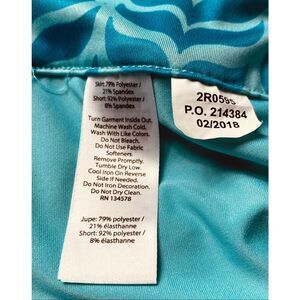 Skirt 79% Polyester /
21% Spandex
Short: 92% Polyester /
8% Spandex
Turn Garment Inside Out.
Machine Wash Cold.
Wash With Like Colors.
Do Not Bleach.
Do Not Use Fabric
Softeners.
Remove Promptly.
Tumble Dry Low.
Cool Iron On Reverse
Side If Needed.
Do Not Iron Decoration.
Do Not Dry Clean.
RN 134578
Jupe: 79% polyester /
21% élasthanne
Short: 92% polyester /
8% élasthanne
2R0595
P.O. 214384
02/2018